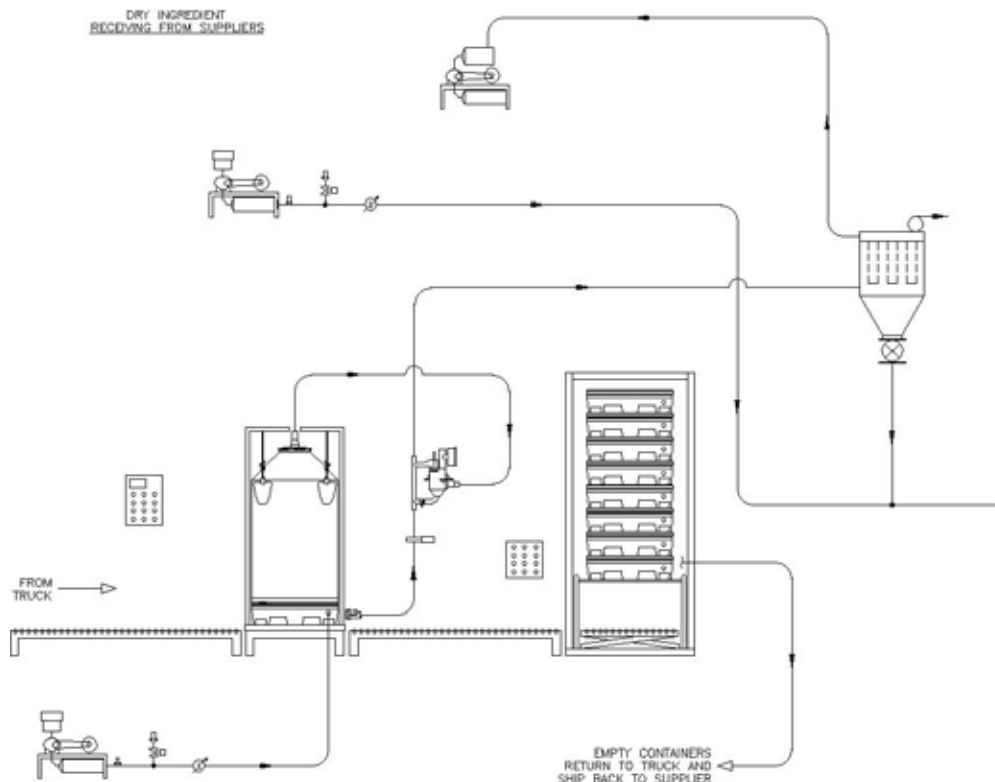 DRY INGREDIENT
RECEIVING FROM SUPPLIERS
FROM
TRUCK
EMPTY CONTAINERS
RETURN TO TRUCK AND
SHIP BACK TO SUPPLIER